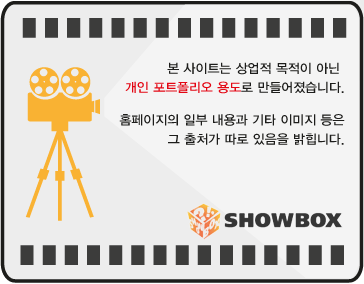 본 사이트는 상업적 목적이 아닌
개인 포트폴리오 용도로 만들어졌습니다.
홈페이지의 일부 내용과 기타 이미지 등은
그 출처가 따로 있음을 밝힙니다.
SHOWBOX